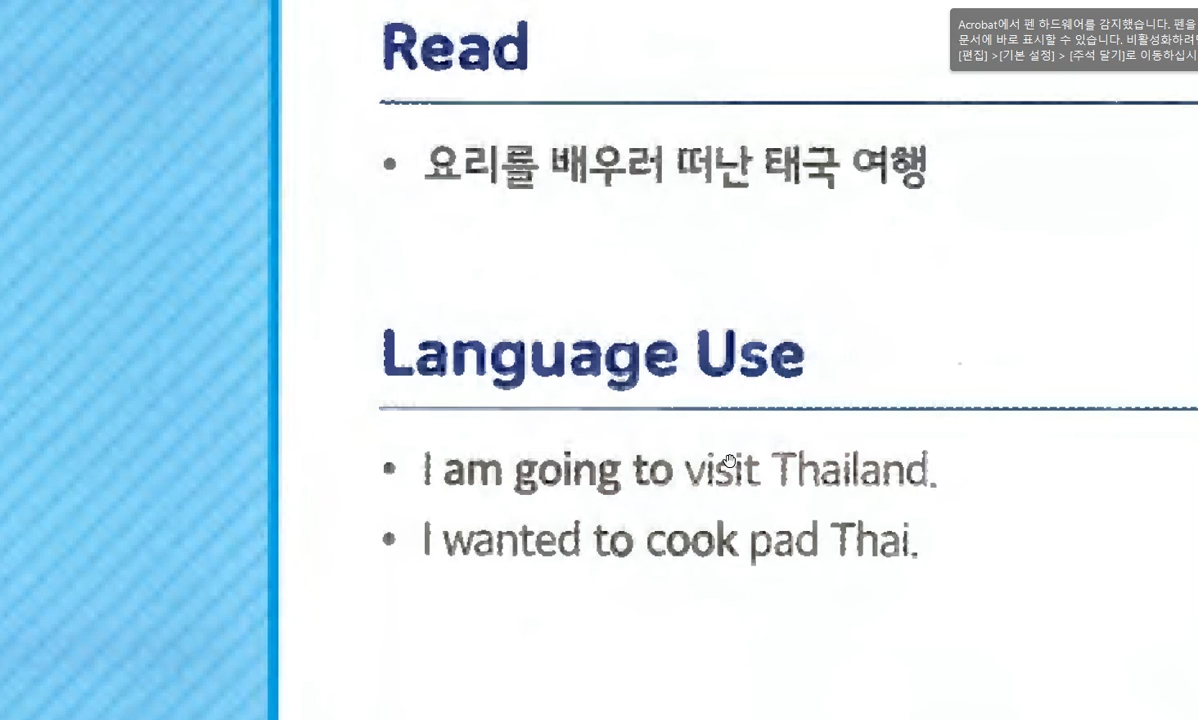 Read
Acrobat에서 펜 하드웨어를 감지했습니다. 펜을
문서에 바로 표시할 수 있습니다. 비활성화하려
[편집] >[기본 설정] > [주석 달기]로 이동하십시
• 요리를 배우러 떠난 태국 여행
Language Use
• I am going to visit Thailand.
• I wanted to cook pad Thai.